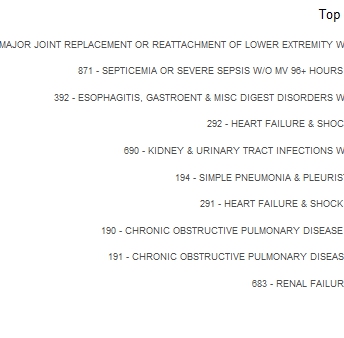 Top
MAJOR JOINT REPLACEMENT OR REATTACHMENT OF LOWER EXTREMITY W
871 - SEPTICEMIA OR SEVERE SEPSIS W/O MV 96+ HOURS
392 - ESOPHAGITIS, GASTROENT & MISC DIGEST DISORDERS W
292 - HEART FAILURE & SHOC
690 - KIDNEY & URINARY TRACT INFECTIONS W
194 - SIMPLE PNEUMONIA & PLEURIS
291 - HEART FAILURE & SHOCK
190 - CHRONIC OBSTRUCTIVE PULMONARY DISEASE
191 - CHRONIC OBSTRUCTIVE PULMONARY DISEAS
683 - RENAL FAILUR